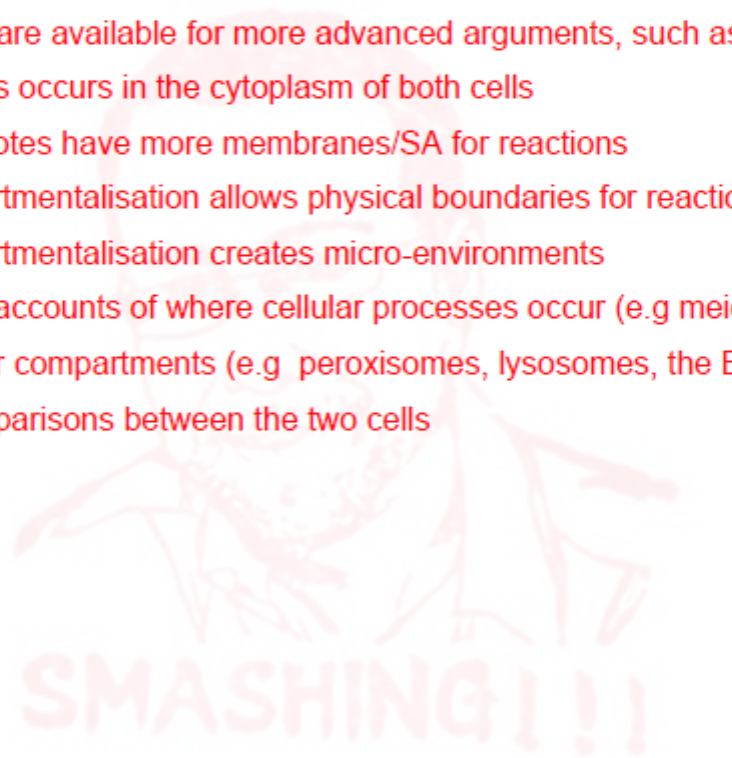 are available for more advanced arguments, such as
s occurs in the cytoplasm of both cells
otes have more membranes/SA for reactions
rtmentalisation allows physical boundaries for reactio
rtmentalisation creates micro-environments
accounts of where cellular processes occur (e.g meio
r compartments (e.g  peroxisomes, lysosomes, the E
parisons between the two cells
SMASHING!!!